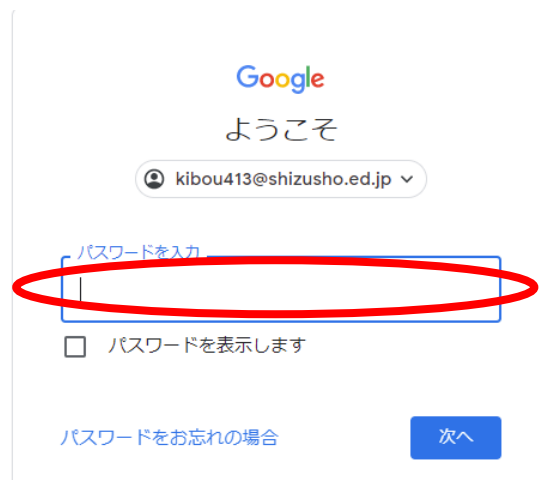 Google
ようこそ
kibou413@shizusho.ed.jp
パスワードを入力
パスワードを表示します
パスワードをお忘れの場合
次へ